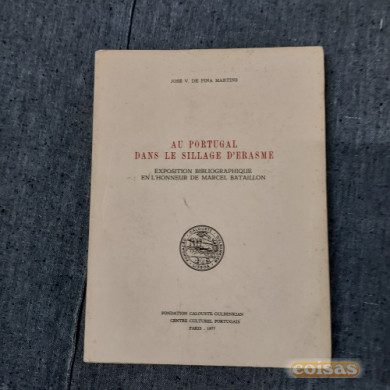 JOSÉ V. DE PINA MARTINS
AU PORTUGAL
DANS LE SILLAGE D'ERASME
EXPOSITION BIBLIOGRAPHIQUE
EN L'HONNEUR DE MARCEL BATAILLON
FONDATION CALOUSTE GULBENKIAN
CENTRE CULTUREL PORTUGAIS
PARIS - 1977
coisas